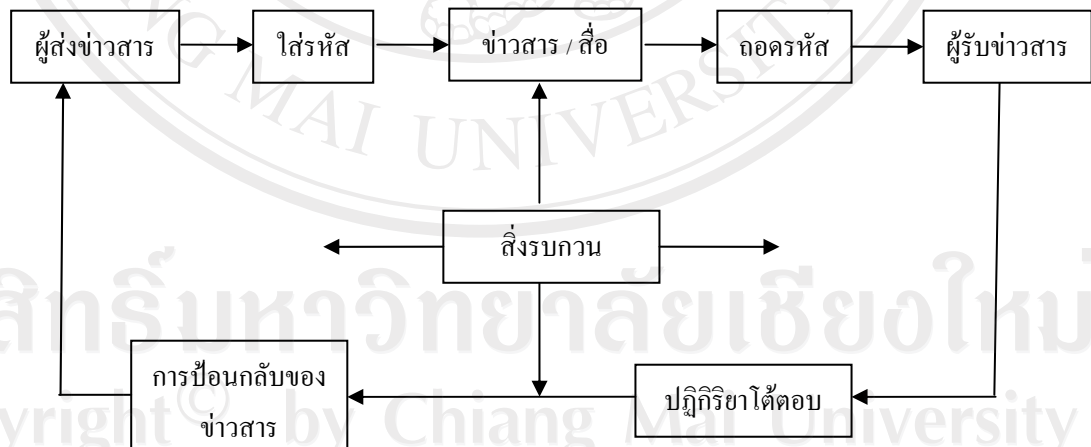 ผู้ส่งข่าวสาร
ใส่รหัส
ข่าวสาร / สื่อ
ถอดรหัส
ผู้รับข่าวสาร
MAI UNIVERSIT
สิ่งรบกวน
สิทธิ์มหาวิทยาลัยเชียงใหม่
การป้อนกลับของ
ข่าวสาร
ปฏิกิริยาโต้ตอบ
yright© by Chiang Mai University